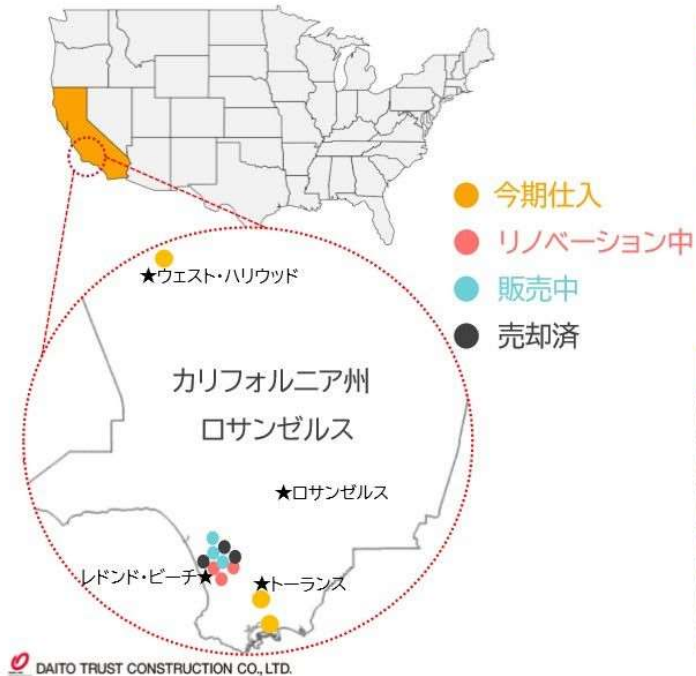 今期仕入
リノベーション中
販売中
売却済
★ウェスト・ハリウッド
カリフォルニア州
ロサンゼルス
★ロサンゼルス
レドンド・ビーチ★
★トーランス
DAITO TRUST CONSTRUCTION CO., LTD.